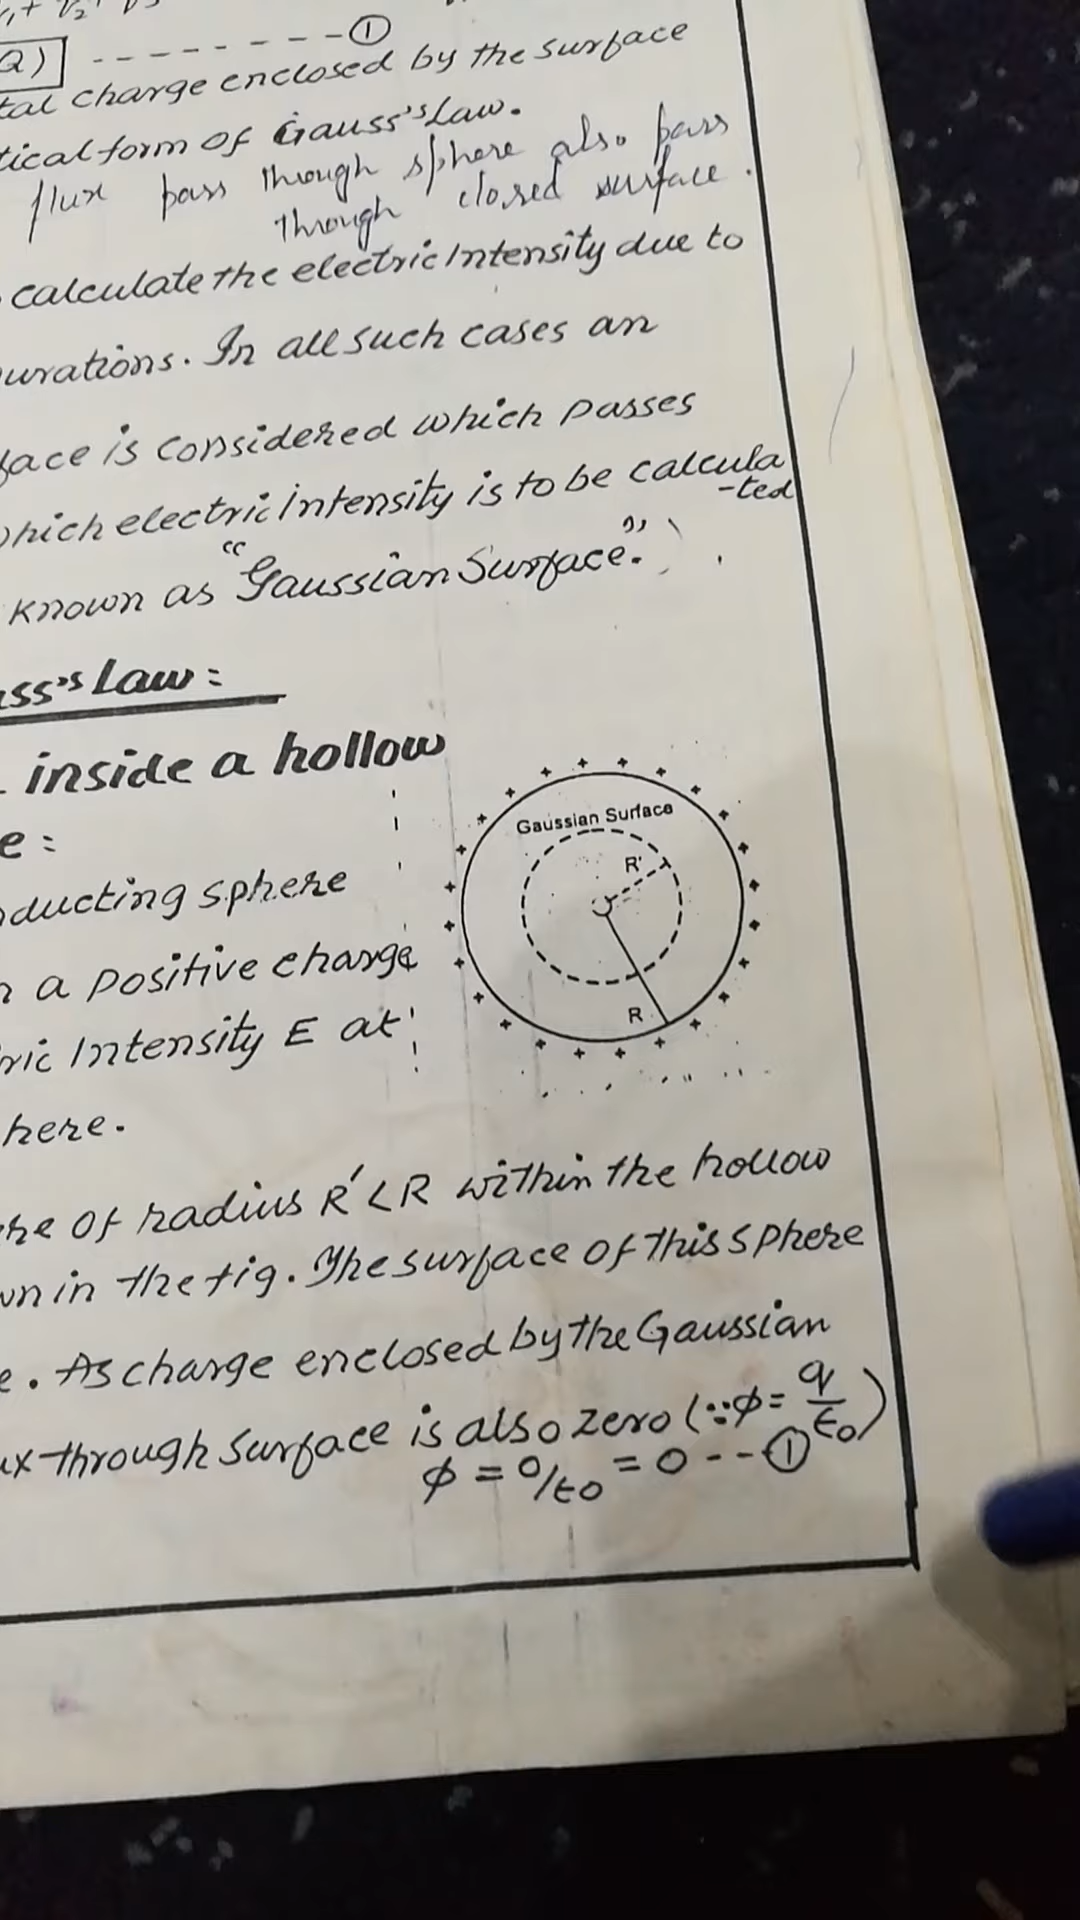 Q) --------①
tal charge enclosed by the surface
tical form of Gauss's Law.
flux pass through sphere also pass
through closed surface.
calculate the electric Intensity due to
urations. In all such cases an
face is considered which passes
which electric intensity is to be calcula
-ted
known as "Gaussian Surface."
ss's Law:
inside a hollow
e:
Gaussian Surface
R'
ducting sphere
n a positive charge
R
ric Intensity E at
here.
re of radius R' < R within the hollow
wn in the fig. The surface of this sphere
e. As charge enclosed by the Gaussian
ux through surface is also zero (∵ϕ = q/ε0)
ϕ = 0/ε0 = 0 --①